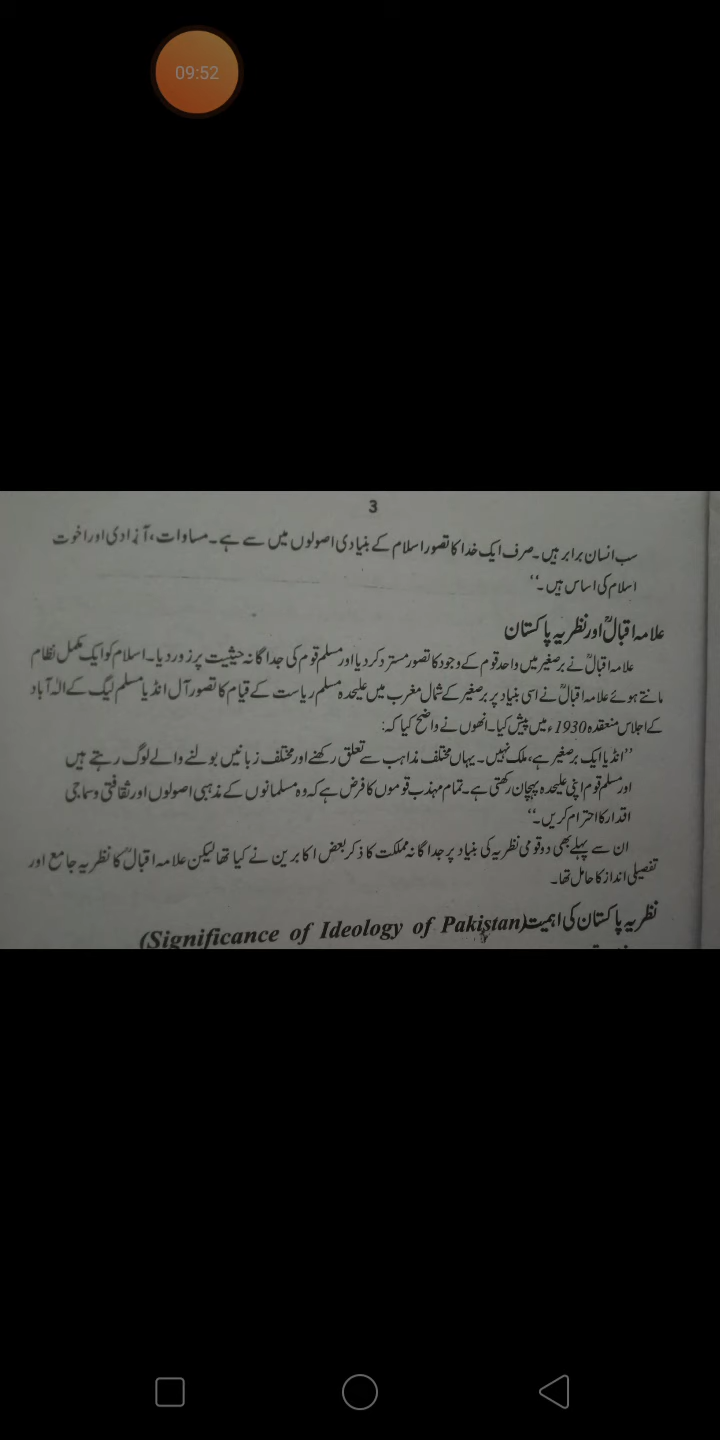 09:52
3
سب انسان برابر ہیں۔ صرف ایک خدا کا تصور اسلام کے بنیادی اصولوں میں سے ہے۔ مساوات، آزادی اور اخوت
اسلام کی اساس ہیں۔‘‘
علامہ اقبالؒ اور نظریہ پاکستان
علامہ اقبالؒ نے برصغیر میں واحد قوم کے وجود کا تصور مسترد کر دیا اور مسلم قوم کی جداگانہ حیثیت پر زور دیا۔ اسلام کو ایک مکمل نظام
مانتے ہوئے علامہ اقبالؒ نے اسی بنیاد پر برصغیر کے شمال مغرب میں علیحدہ مسلم ریاست کے قیام کا تصور آل انڈیا مسلم لیگ کے الٰہ آباد
کے اجلاس منعقدہ 1930ء میں پیش کیا۔ انھوں نے واضح کیا کہ:
’’انڈیا ایک برصغیر ہے، ملک نہیں۔ یہاں مختلف مذاہب سے تعلق رکھنے اور مختلف زبانیں بولنے والے لوگ رہتے ہیں
اور مسلم قوم اپنی علیحدہ پہچان رکھتی ہے۔ تمام مہذب قوموں کا فرض ہے کہ وہ مسلمانوں کے مذہبی اصولوں اور ثقافتی و سماجی
اقدار کا احترام کریں۔‘‘
ان سے پہلے بھی دو قومی نظریہ کی بنیاد پر جداگانہ مملکت کا ذکر بعض اکابرین نے کیا تھا لیکن علامہ اقبالؒ کا نظریہ جامع اور
تفصیلی انداز کا حامل تھا۔
نظریہ پاکستان کی اہمیت (Significance of Ideology of Pakistan)